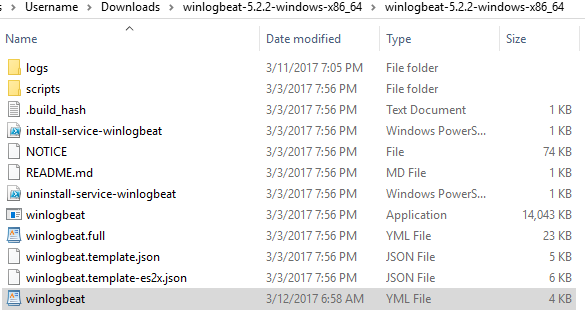 s > Username > Downloads > winlogbeat-5.2.2-windows-x86_64 > winlogbeat-5.2.2-windows-x86_64
Name Date modified Type Size
logs 3/11/2017 7:05 PM File folder
scripts 3/3/2017 7:56 PM File folder
.build_hash 3/3/2017 7:56 PM Text Document 1 KB
install-service-winlogbeat 3/3/2017 7:56 PM Windows PowerS... 1 KB
NOTICE 3/3/2017 7:56 PM File 74 KB
README.md 3/3/2017 7:56 PM MD File 2 KB
uninstall-service-winlogbeat 3/3/2017 7:56 PM Windows PowerS... 1 KB
winlogbeat 3/3/2017 7:56 PM Application 14,043 KB
winlogbeat.full 3/3/2017 7:56 PM YML File 23 KB
winlogbeat.template.json 3/3/2017 7:56 PM JSON File 5 KB
winlogbeat.template-es2x.json 3/3/2017 7:56 PM JSON File 6 KB
winlogbeat 3/12/2017 6:58 AM YML File 4 KB